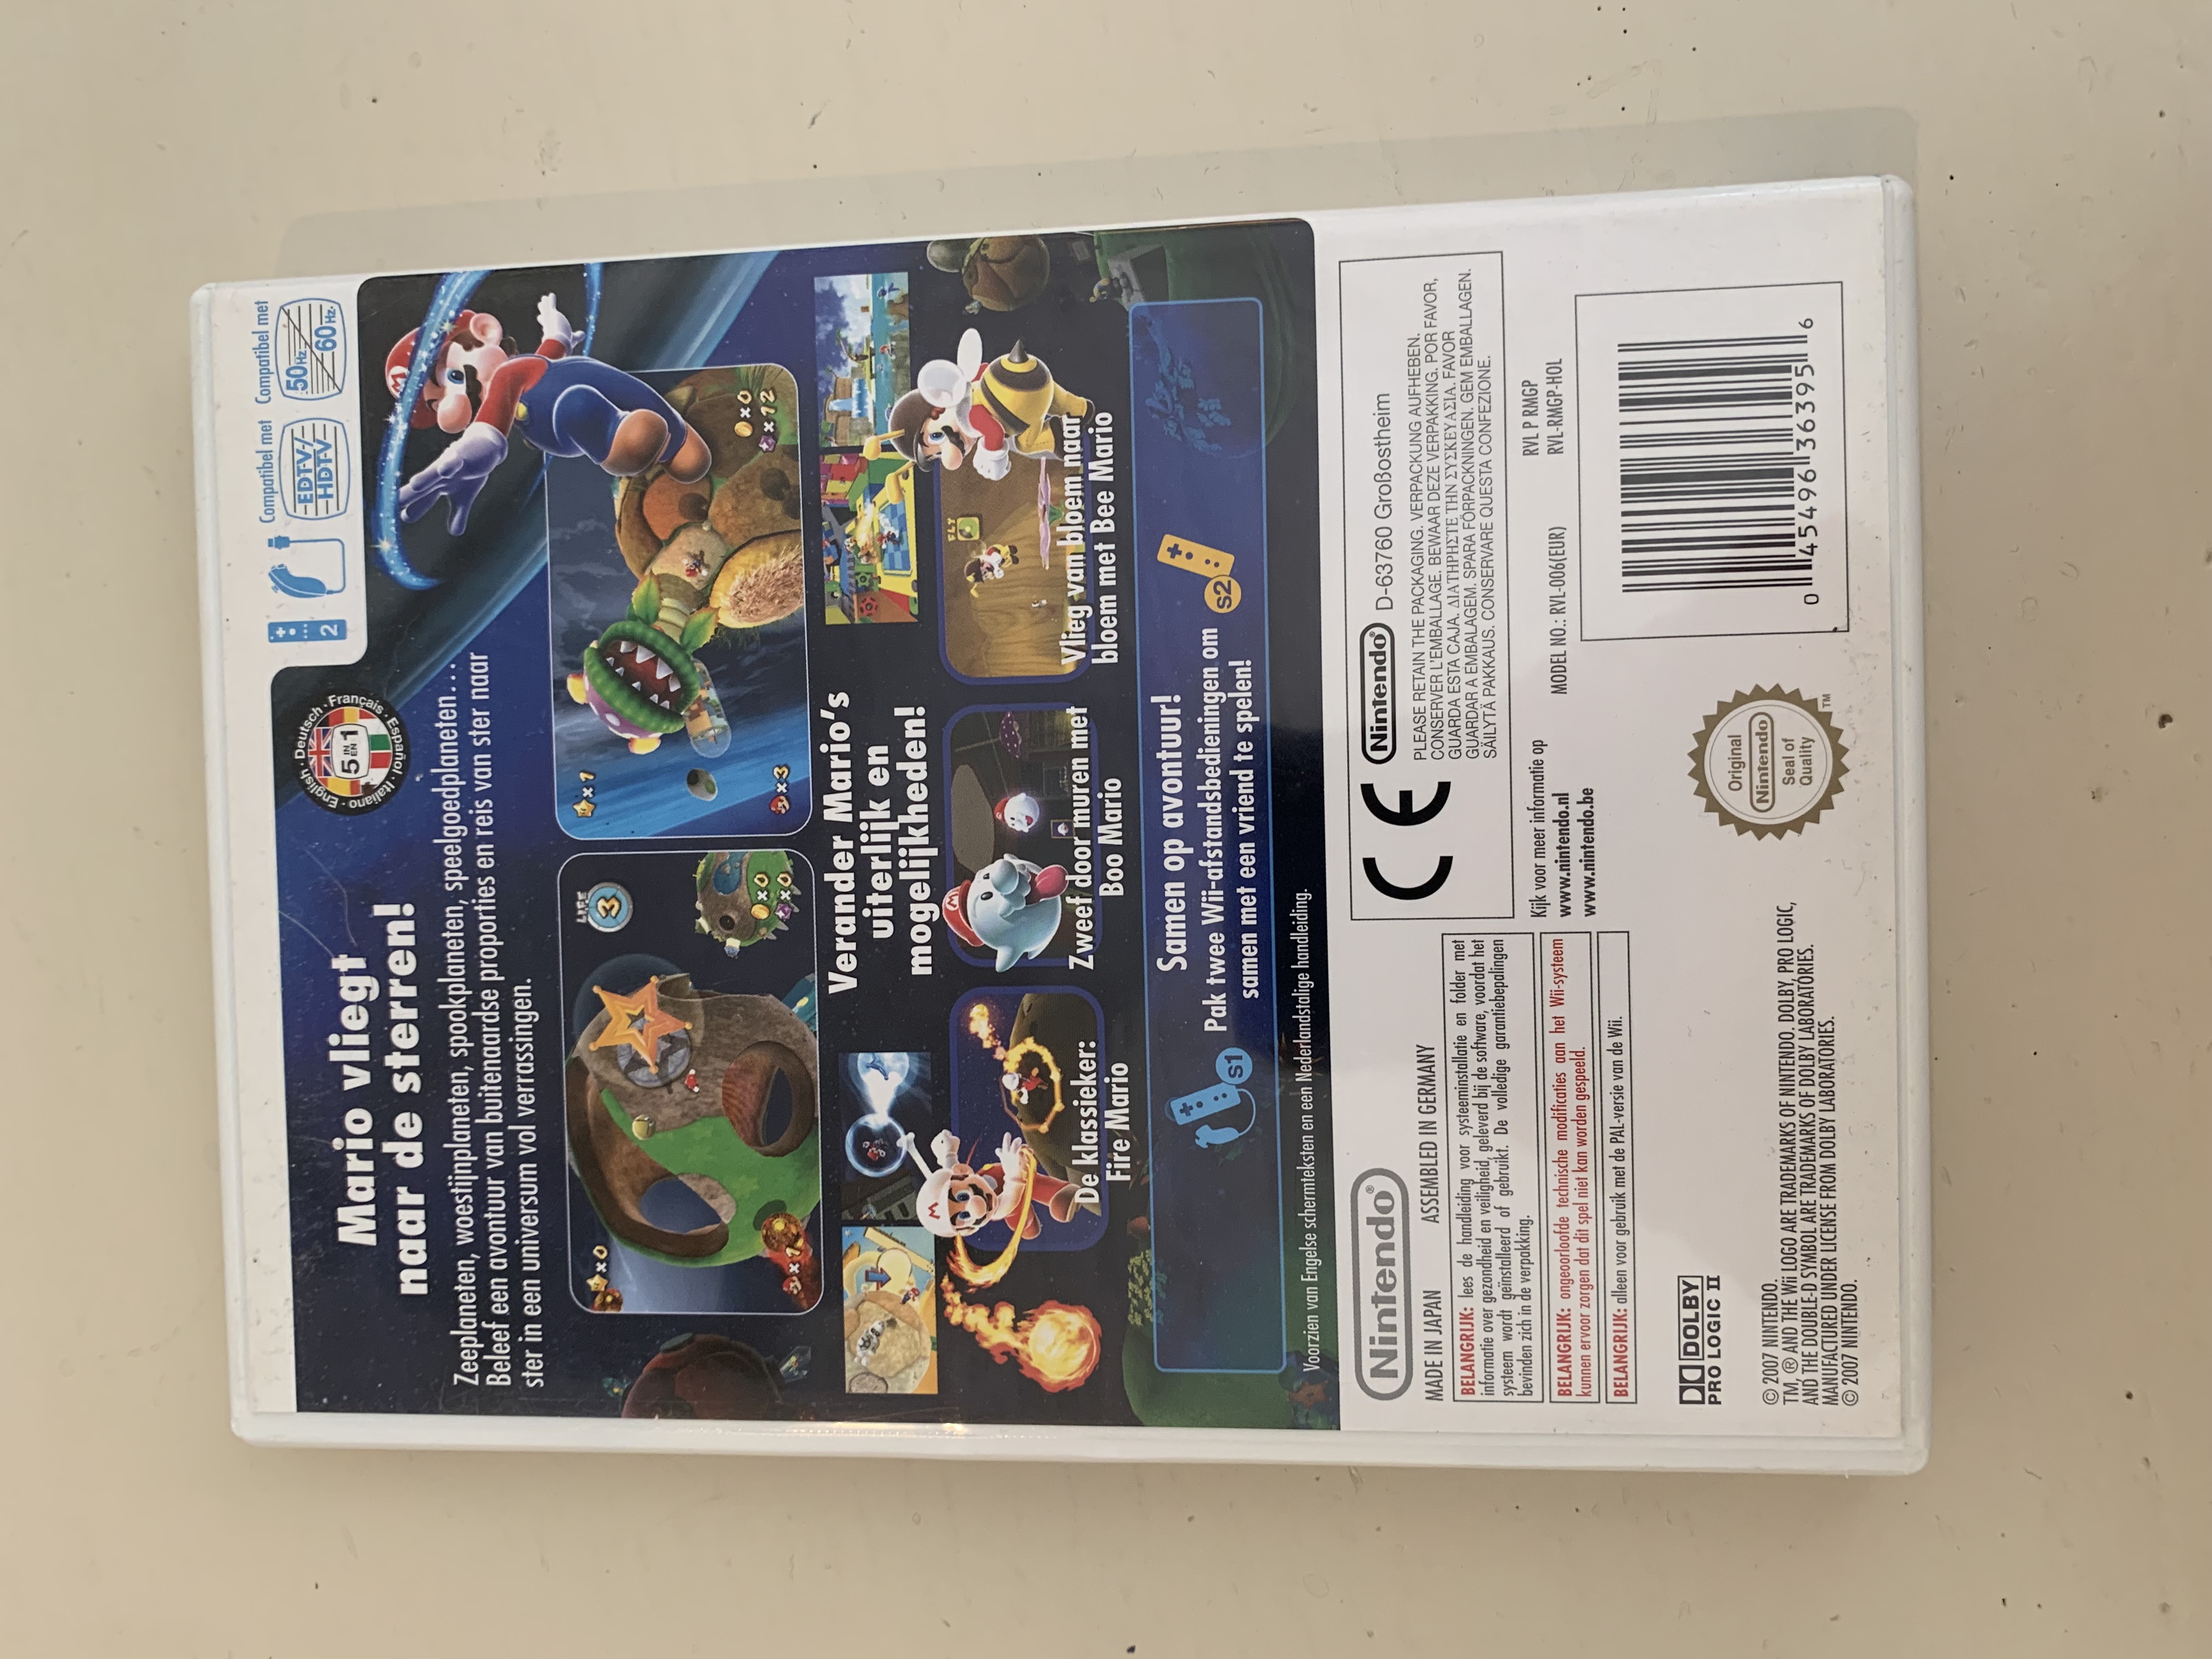 Compatibel met
Compatibel met
2
EDTV/
HDTV
50Hz
60Hz
English · Deutsch · Français · Español · Italiano ·
5 IN EN 1
Mario vliegt
naar de sterren!
Zeeplaneten, woestijnplaneten, spookplaneten, speelgoedplaneten...
Beleef een avontuur van buitenaardse proporties en reis van ster naar
ster in een universum vol verrassingen.
x0
LIFE
3
x1
x0
x0
x1
x3
x0
x12
Verander Mario's
uiterlijk en
mogelijkheden!
FLY
De klassieker:
Fire Mario
Zweef door muren met
Boo Mario
Vlieg van bloem naar
bloem met Bee Mario
Samen op avontuur!
S1
Pak twee Wii-afstandsbedieningen om
samen met een vriend te spelen!
S2
Voorzien van Engelse schermteksten en een Nederlandstalige handleiding.
Nintendo®
MADE IN JAPAN ASSEMBLED IN GERMANY
BELANGRIJK: lees de handleiding voor systeeminstallatie en folder met
informatie over gezondheid en veiligheid, geleverd bij de software, voordat het
systeem wordt geïnstalleerd of gebruikt. De volledige garantiebepalingen
bevinden zich in de verpakking.
BELANGRIJK: ongeoorloofde technische modificaties aan het Wii-systeem
kunnen ervoor zorgen dat dit spel niet kan worden gespeeld.
BELANGRIJK: alleen voor gebruik met de PAL-versie van de Wii.
CE
Nintendo® D-63760 Großostheim
PLEASE RETAIN THE PACKAGING. VERPACKUNG AUFHEBEN.
CONSERVER L'EMBALLAGE. BEWAAR DEZE VERPAKKING. POR FAVOR,
GUARDA ESTA CAJA. ΔΙΑΤΗΡΗΣΤΕ ΤΗΝ ΣΥΣΚΕΥΑΣΙΑ. FAVOR
GUARDAR A EMBALAGEM. SPARA FÖRPACKNINGEN. GEM EMBALLAGEN.
SÄILYTÄ PAKKAUS. CONSERVARE QUESTA CONFEZIONE.
Kijk voor meer informatie op
www.nintendo.nl
www.nintendo.be
MODEL NO.: RVL-006(EUR)
RVL P RMGP
RVL-RMGP-HOL
DOLBY
PRO LOGIC II
© 2007 NINTENDO.
TM, ® AND THE Wii LOGO ARE TRADEMARKS OF NINTENDO. DOLBY, PRO LOGIC,
AND THE DOUBLE-D SYMBOL ARE TRADEMARKS OF DOLBY LABORATORIES.
MANUFACTURED UNDER LICENSE FROM DOLBY LABORATORIES.
© 2007 NINTENDO.
Original
Nintendo
Seal of
Quality
TM
0 45496 36395 6